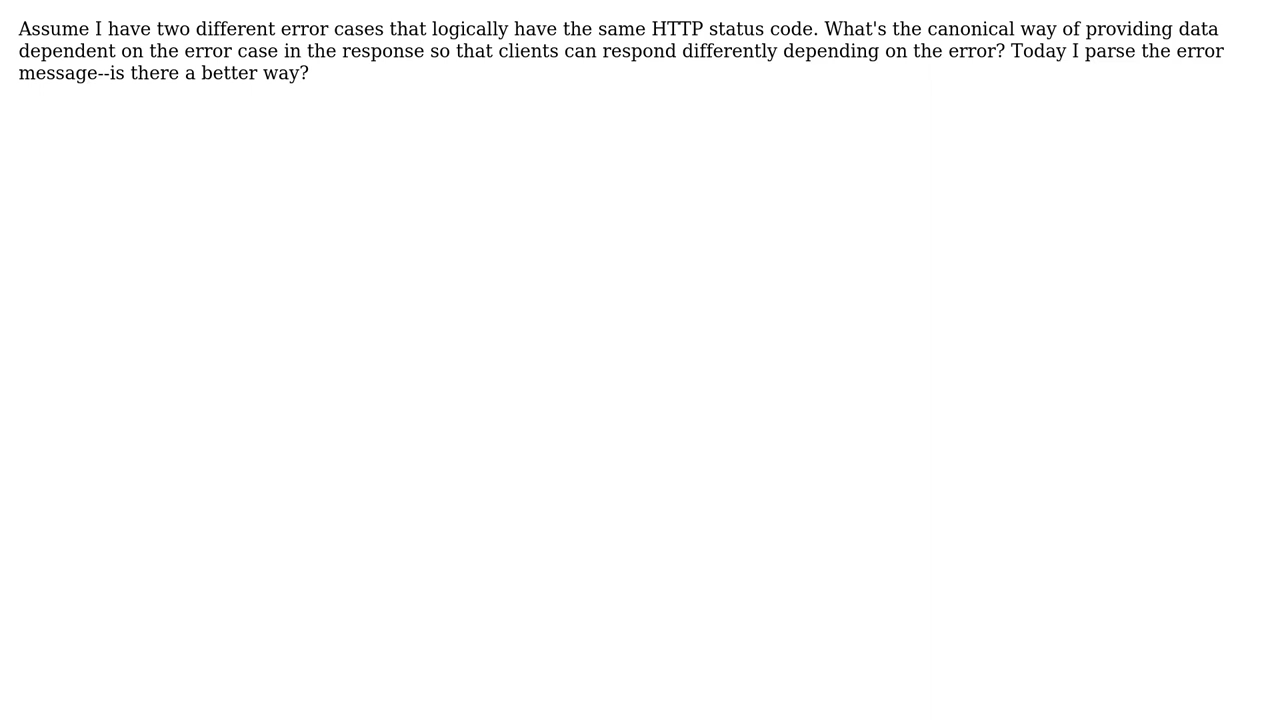 Assume I have two different error cases that logically have the same HTTP status code. What's the canonical way of providing data
dependent on the error case in the response so that clients can respond differently depending on the error? Today I parse the error
message--is there a better way?